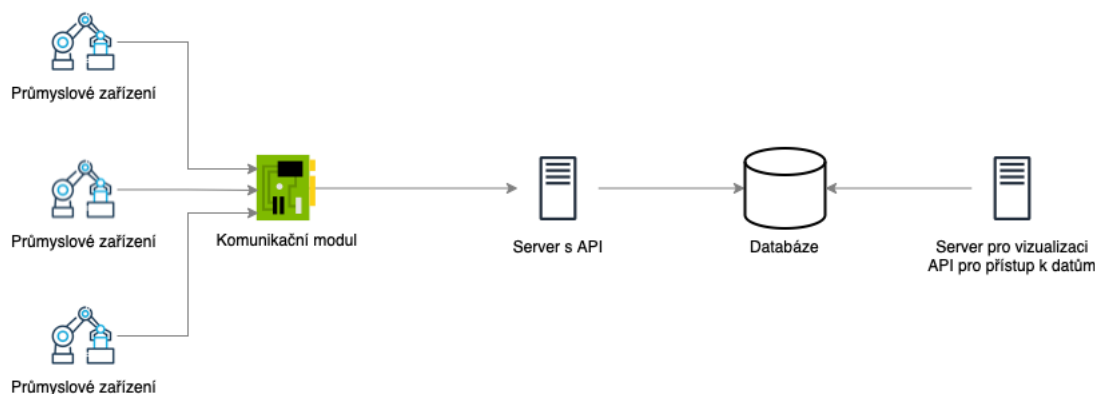 Průmyslové zařízení
Průmyslové zařízení
Komunikační modul
Server s API
Databáze
Server pro vizualizaci
API pro přístup k datům
Průmyslové zařízení